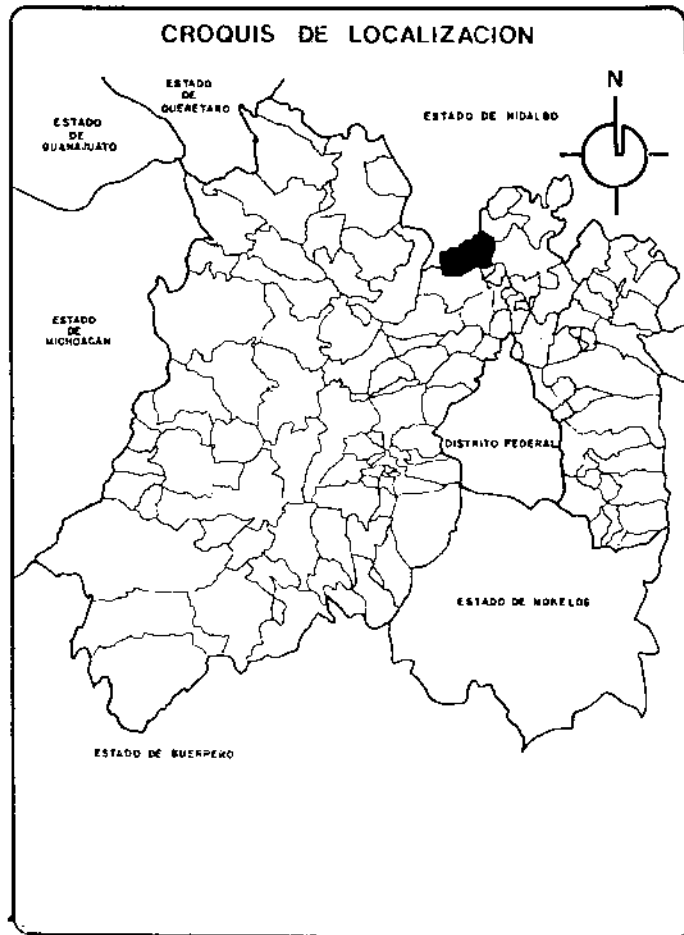 CROQUIS DE LOCALIZACION
N
ESTADO
DE
QUERETARO
ESTADO DE HIDALGO
ESTADO
DE
GUANAJUATO
ESTADO
DE
MICHOACAN
DISTRITO FEDERAL
ESTADO DE MORELOS
ESTADO DE GUERRERO